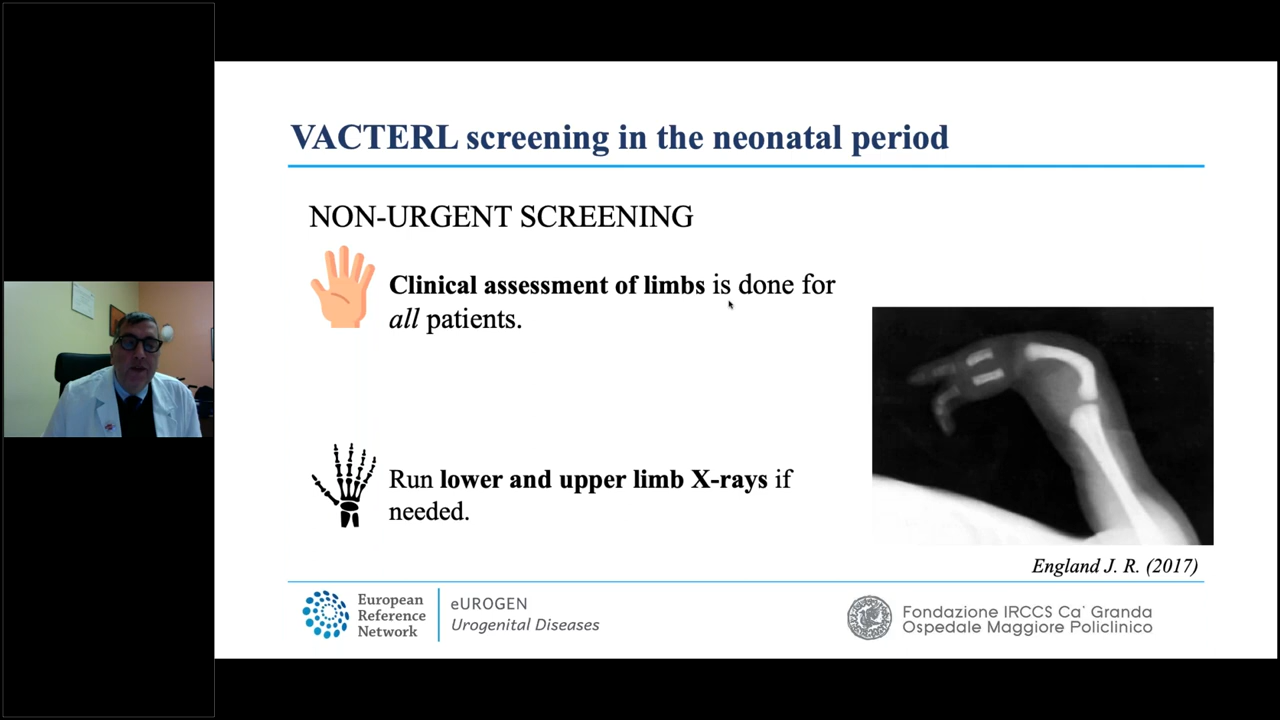 VACTERL screening in the neonatal period
NON-URGENT SCREENING
Clinical assessment of limbs is done for
all patients.
Run lower and upper limb X-rays if
needed.
England J. R. (2017)
European
Reference
Network
eUROGEN
Urogenital Diseases
Fondazione IRCCS Ca' Granda
Ospedale Maggiore Policlinico